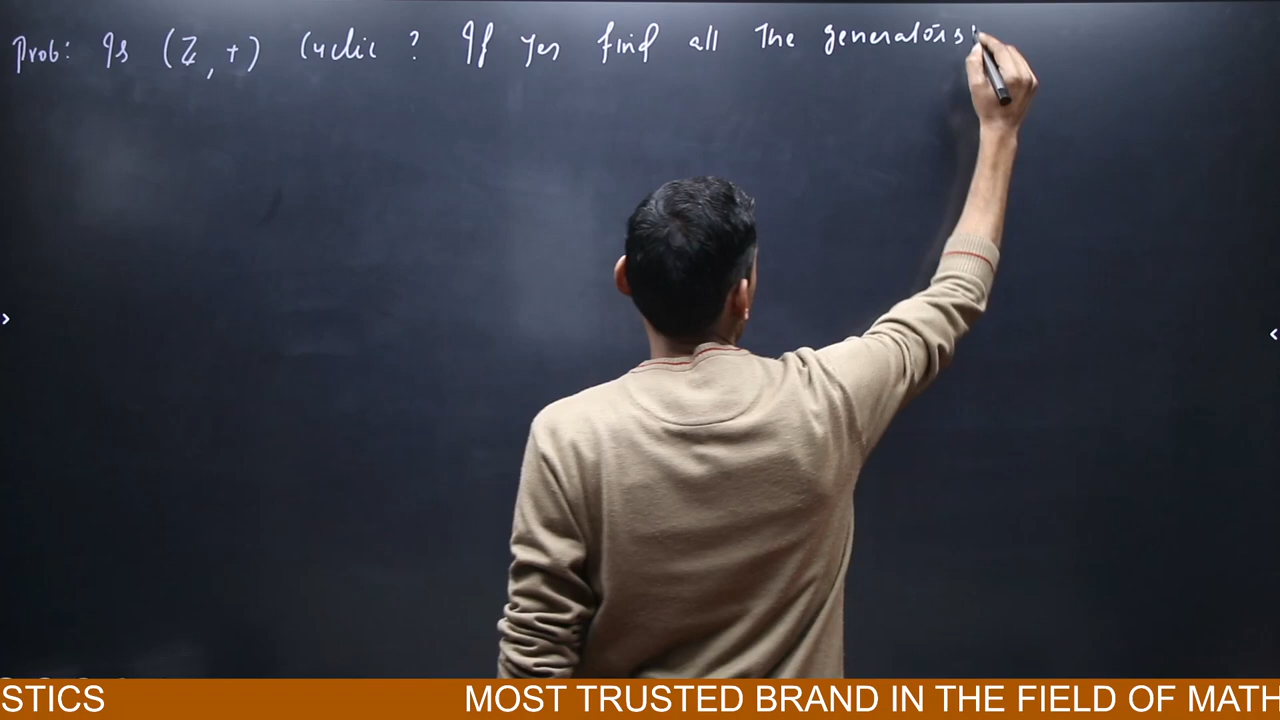 Prob: Is (Z, +) Cyclic ? If yes find all the generators:
STICS MOST TRUSTED BRAND IN THE FIELD OF MATH